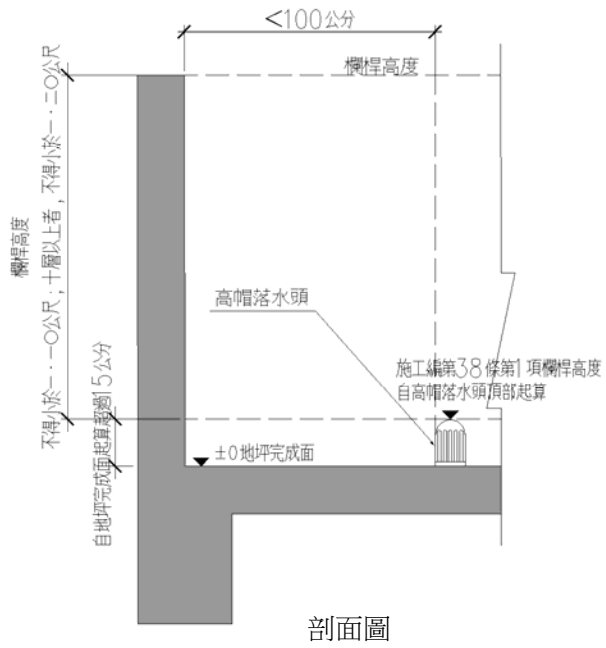 <100公分
欄桿高度
欄桿高度
不得小於一．一〇公尺；十層以上者，不得小於一．二〇公尺
高帽落水頭
施工編第38條第1項欄桿高度
自高帽落水頭頂部起算
自地坪完成面起算超過15公分
±0地坪完成面
剖面圖